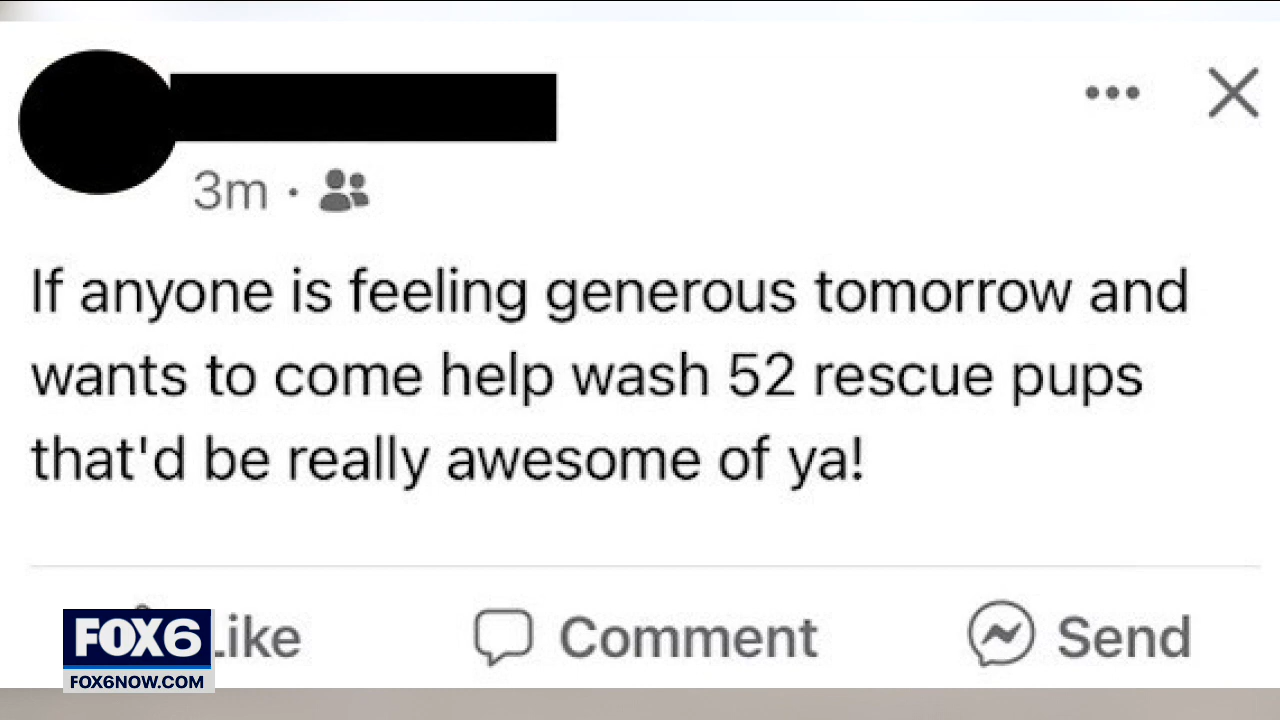 3m ·
If anyone is feeling generous tomorrow and
wants to come help wash 52 rescue pups
that'd be really awesome of ya!
Like Comment Send
FOX6
FOX6NOW.COM